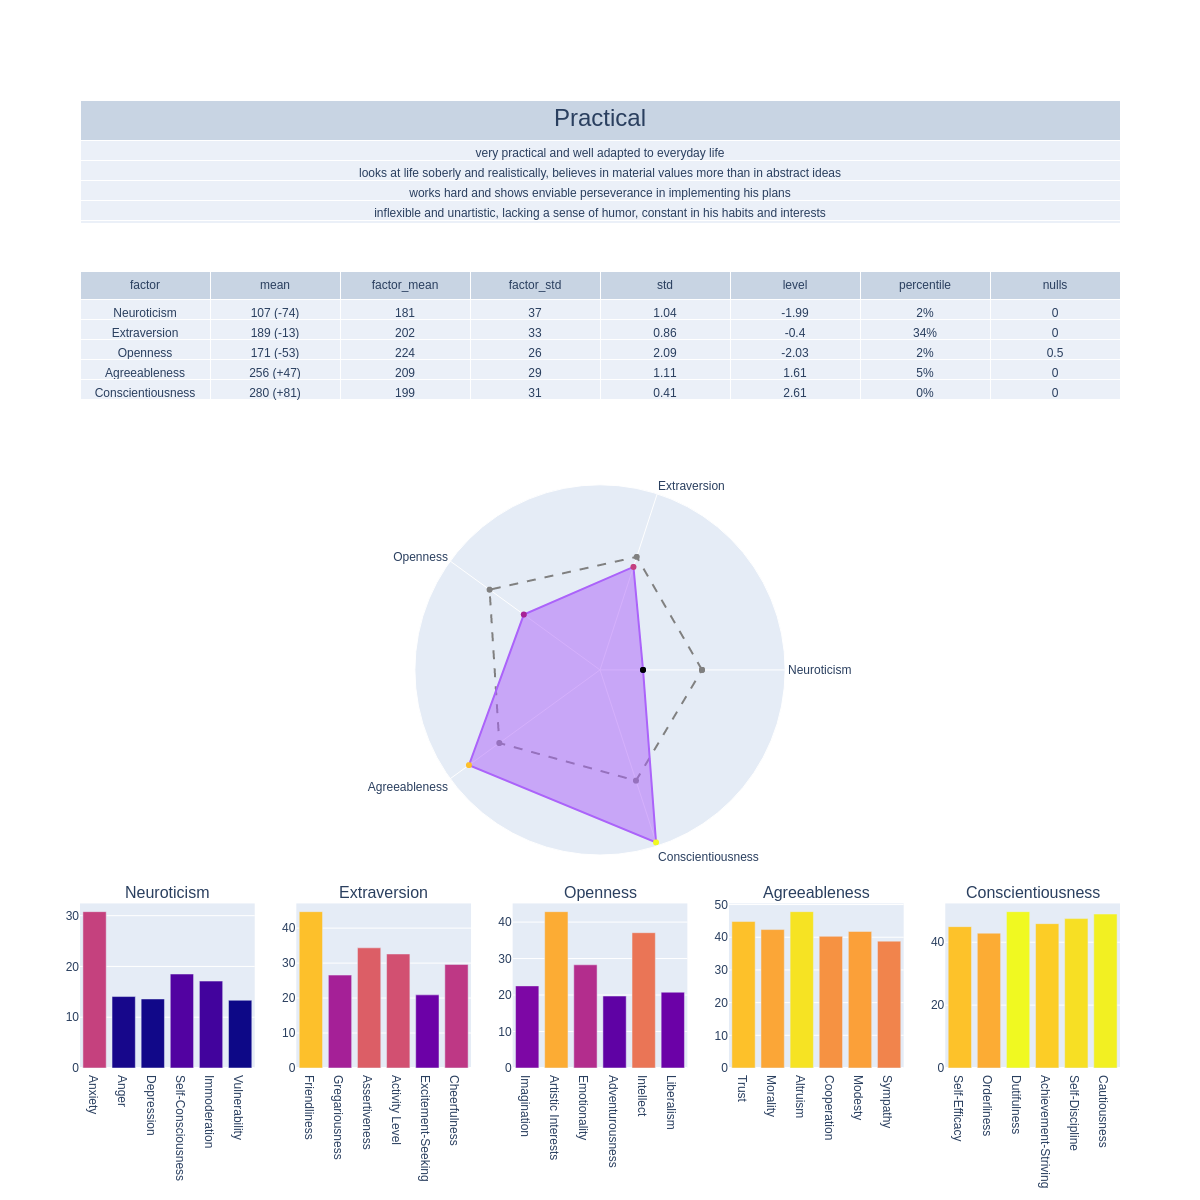 Practical
very practical and well adapted to everyday life
looks at life soberly and realistically, believes in material values more than in abstract ideas
works hard and shows enviable perseverance in implementing his plans
inflexible and unartistic, lacking a sense of humor, constant in his habits and interests
factor mean factor_mean factor_std std level percentile nulls
Neuroticism 107 (-74) 181 37 1.04 -1.99 2% 0
Extraversion 189 (-13) 202 33 0.86 -0.4 34% 0
Openness 171 (-53) 224 26 2.09 -2.03 2% 0.5
Agreeableness 256 (+47) 209 29 1.11 1.61 5% 0
Conscientiousness 280 (+81) 199 31 0.41 2.61 0% 0
Extraversion
Openness
Neuroticism
Agreeableness
Conscientiousness
Neuroticism
30
20
10
0
Anxiety
Anger
Depression
Self-Consciousness
Immoderation
Vulnerability
Extraversion
40
30
20
10
0
Friendliness
Gregariousness
Assertiveness
Activity Level
Excitement-Seeking
Cheerfulness
Openness
40
30
20
10
0
Imagination
Artistic Interests
Emotionality
Adventurousness
Intellect
Liberalism
Agreeableness
50
40
30
20
10
0
Trust
Morality
Altruism
Cooperation
Modesty
Sympathy
Conscientiousness
40
20
0
Self-Efficacy
Orderliness
Dutifulness
Achievement-Striving
Self-Discipline
Cautiousness